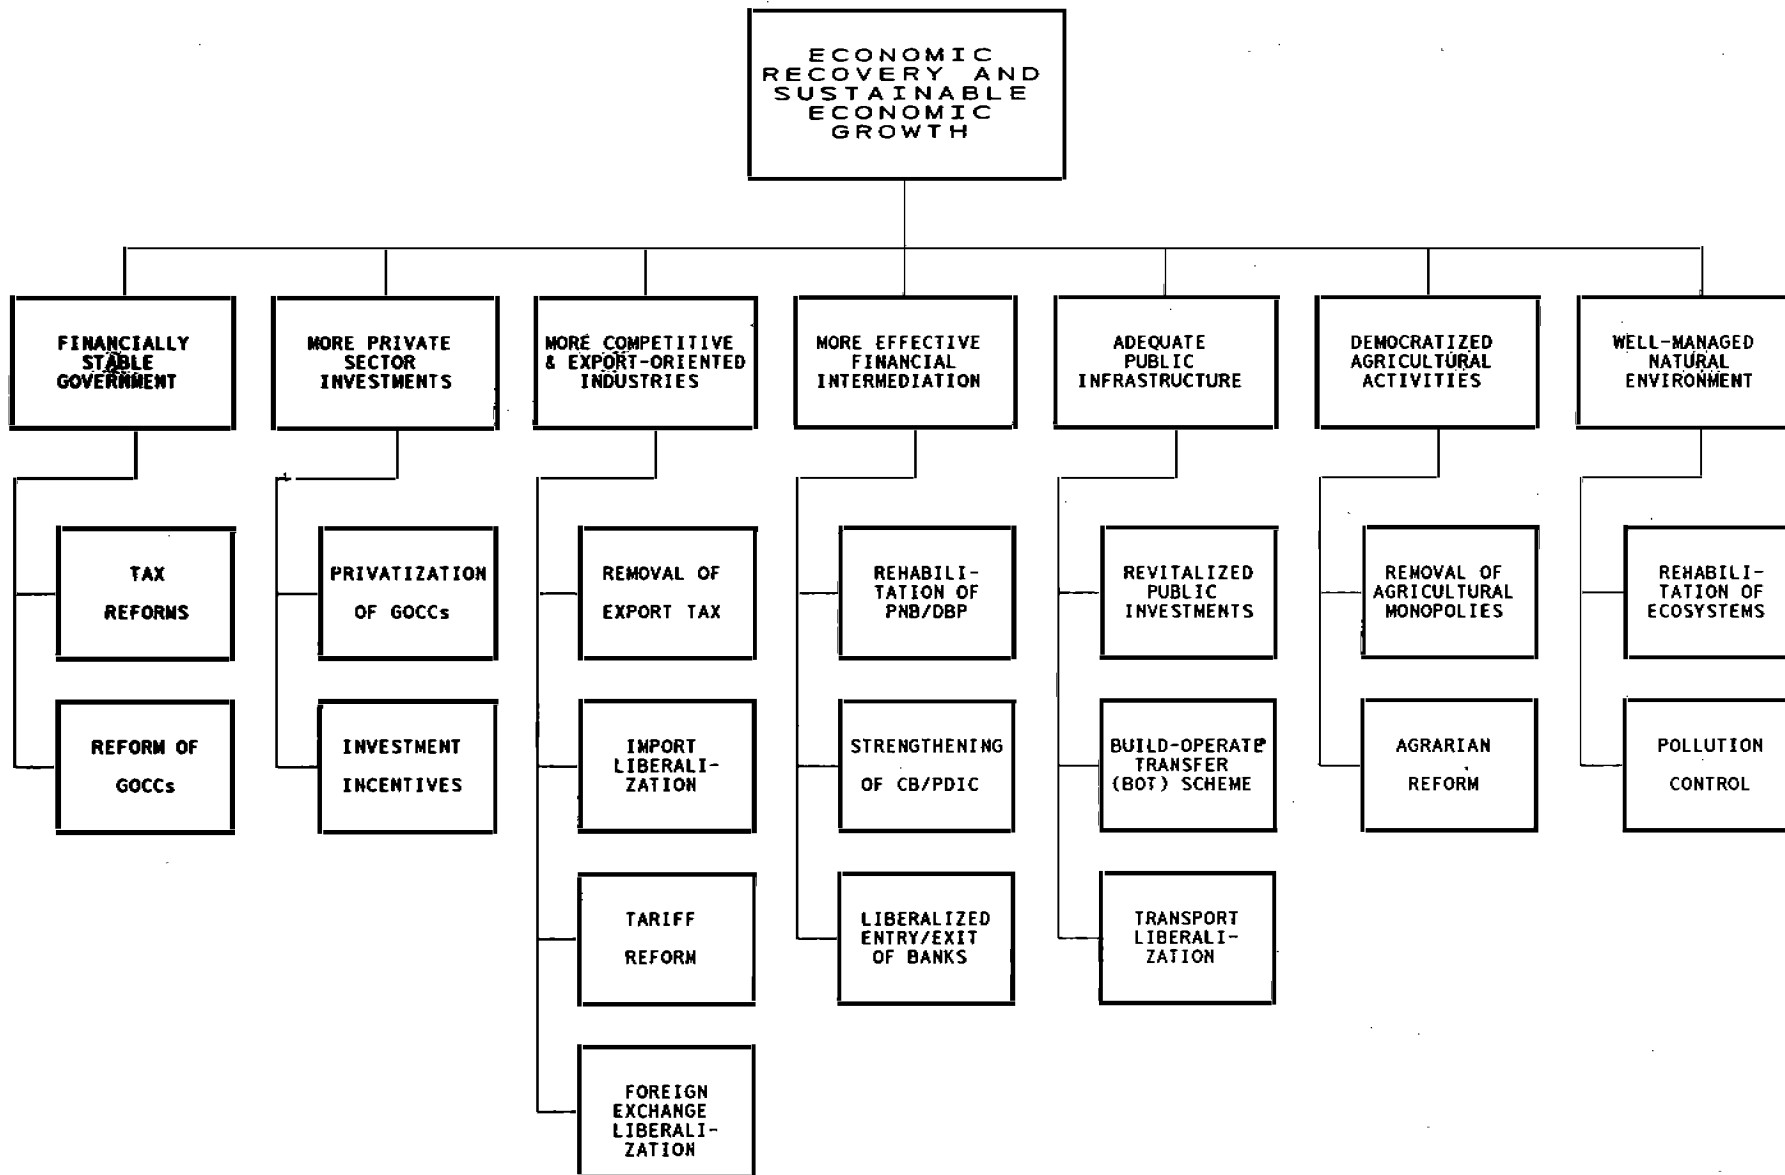 ECONOMIC
RECOVERY AND
SUSTAINABLE
ECONOMIC
GROWTH
FINANCIALLY
STABLE
GOVERNMENT
MORE PRIVATE
SECTOR
INVESTMENTS
MORE COMPETITIVE
& EXPORT-ORIENTED
INDUSTRIES
MORE EFFECTIVE
FINANCIAL
INTERMEDIATION
ADEQUATE
PUBLIC
INFRASTRUCTURE
DEMOCRATIZED
AGRICULTURAL
ACTIVITIES
WELL-MANAGED
NATURAL
ENVIRONMENT
TAX
REFORMS
PRIVATIZATION
OF GOCCs
REMOVAL OF
EXPORT TAX
REHABILI-
TATION OF
PNB/DBP
REVITALIZED
PUBLIC
INVESTMENTS
REMOVAL OF
AGRICULTURAL
MONOPOLIES
REHABILI-
TATION OF
ECOSYSTEMS
REFORM OF
GOCCs
INVESTMENT
INCENTIVES
IMPORT
LIBERALI-
ZATION
STRENGTHENING
OF CB/PDIC
BUILD-OPERATE
TRANSFER
(BOT) SCHEME
AGRARIAN
REFORM
POLLUTION
CONTROL
TARIFF
REFORM
LIBERALIZED
ENTRY/EXIT
OF BANKS
TRANSPORT
LIBERALI-
ZATION
FOREIGN
EXCHANGE
LIBERALI-
ZATION